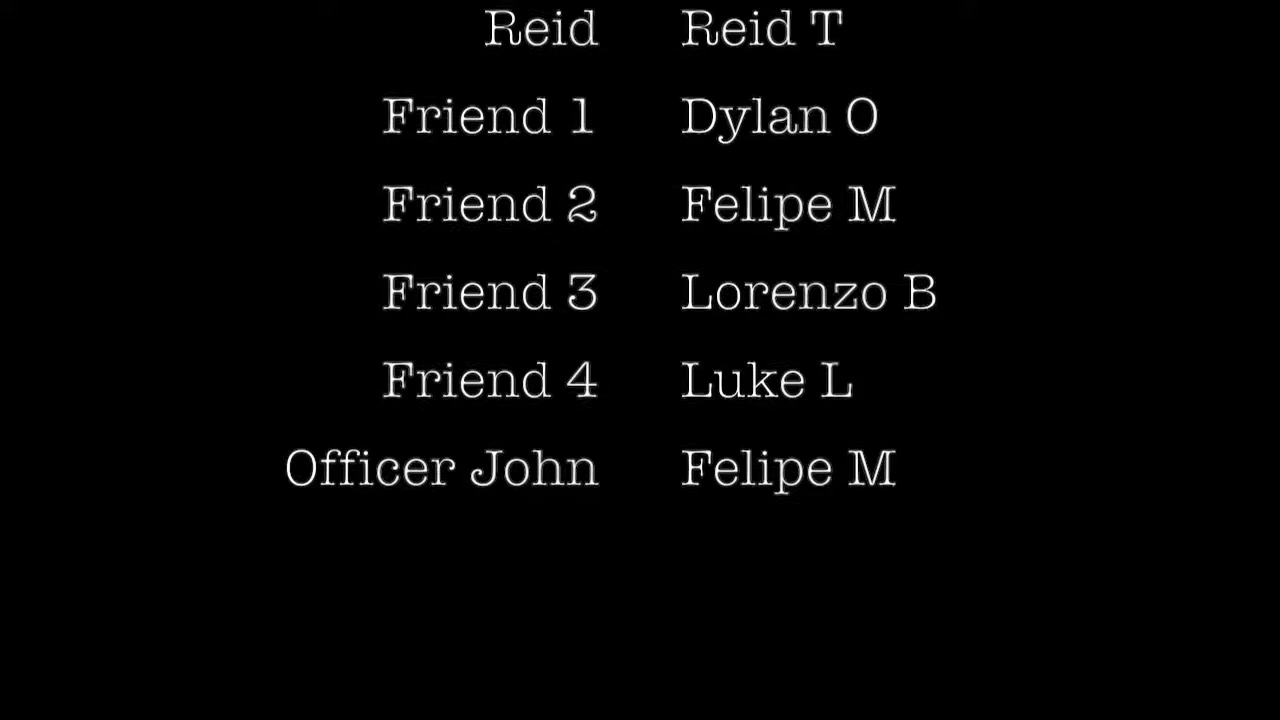 Reid Reid T
Friend 1 Dylan O
Friend 2 Felipe M
Friend 3 Lorenzo B
Friend 4 Luke L
Officer John Felipe M